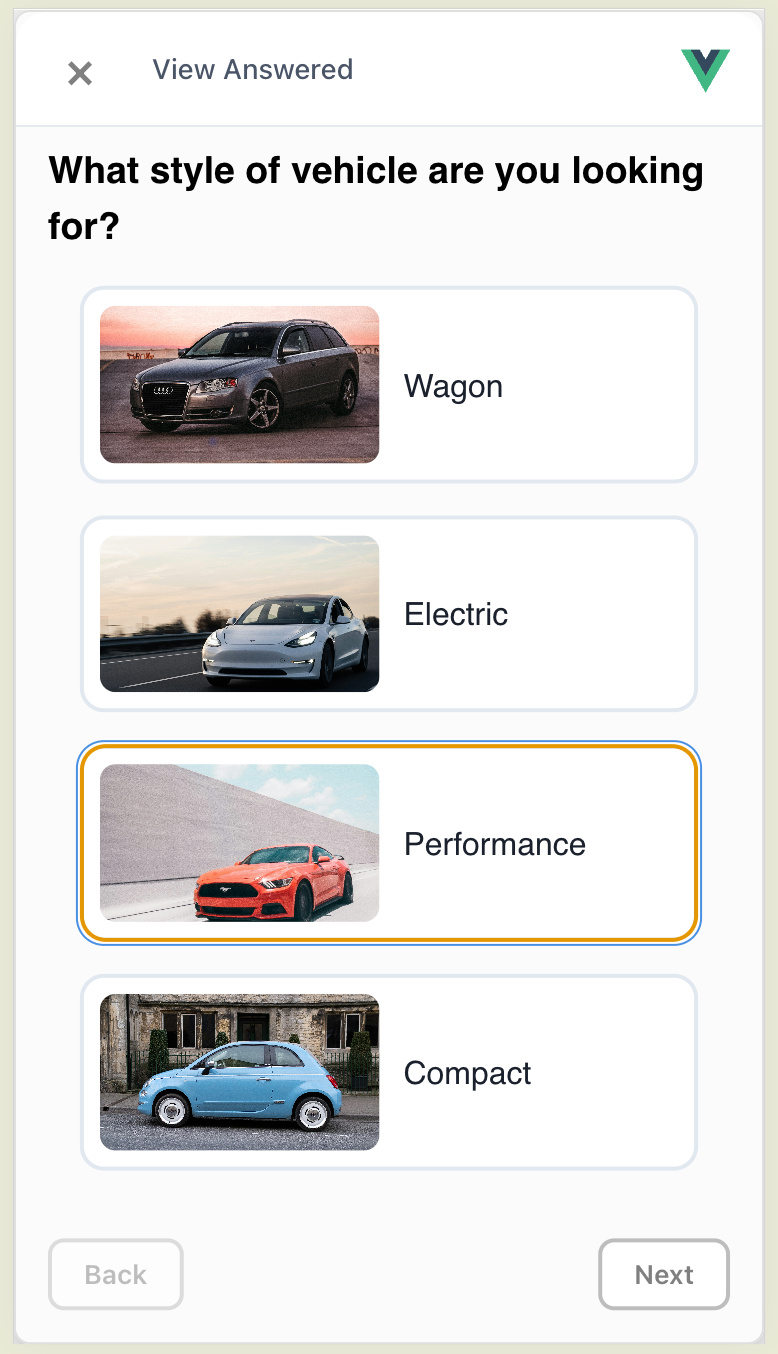 View Answered
What style of vehicle are you looking
for?
Wagon
Electric
Performance
Compact
Back
Next